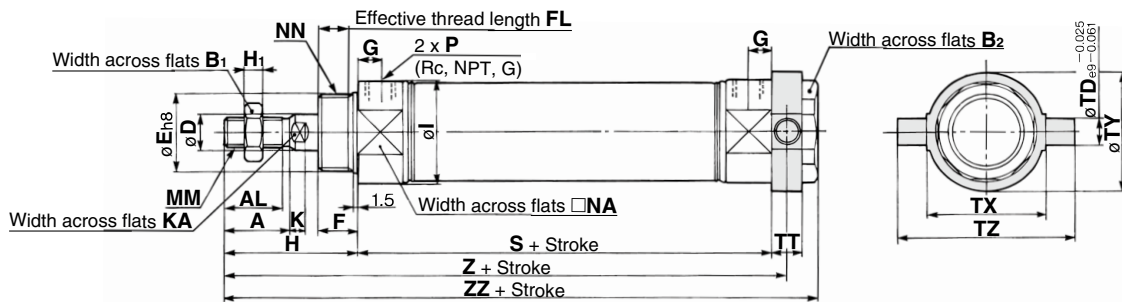 Effective thread length FL
NN
G
2 x P
(Rc, NPT, G)
G
Width across flats B₂
Width across flats B₁
H₁
øEh8
øD
øI
MM
AL
Width across flats KA
A
K
F
1.5
Width across flats □NA
H
S + Stroke
TT
Z + Stroke
ZZ + Stroke
øTDe9 −0.025 −0.061
øTY
TX
TZ